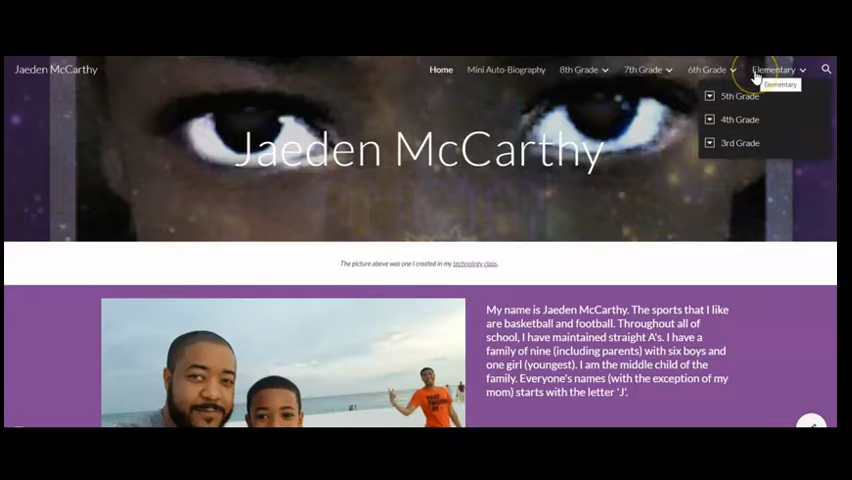 Jaeden McCarthy
Home Mini Auto-Biography 8th Grade 7th Grade 6th Grade Elementary
Elementary
5th Grade
4th Grade
3rd Grade
Jaeden McCarthy
The picture above was one I created in my technology class.
My name is Jaeden McCarthy. The sports that I like
are basketball and football. Throughout all of
school, I have maintained straight A's. I have a
family of nine (including parents) with six boys and
one girl (youngest). I am the middle child of the
family. Everyone's names (with the exception of my
mom) starts with the letter 'J'.